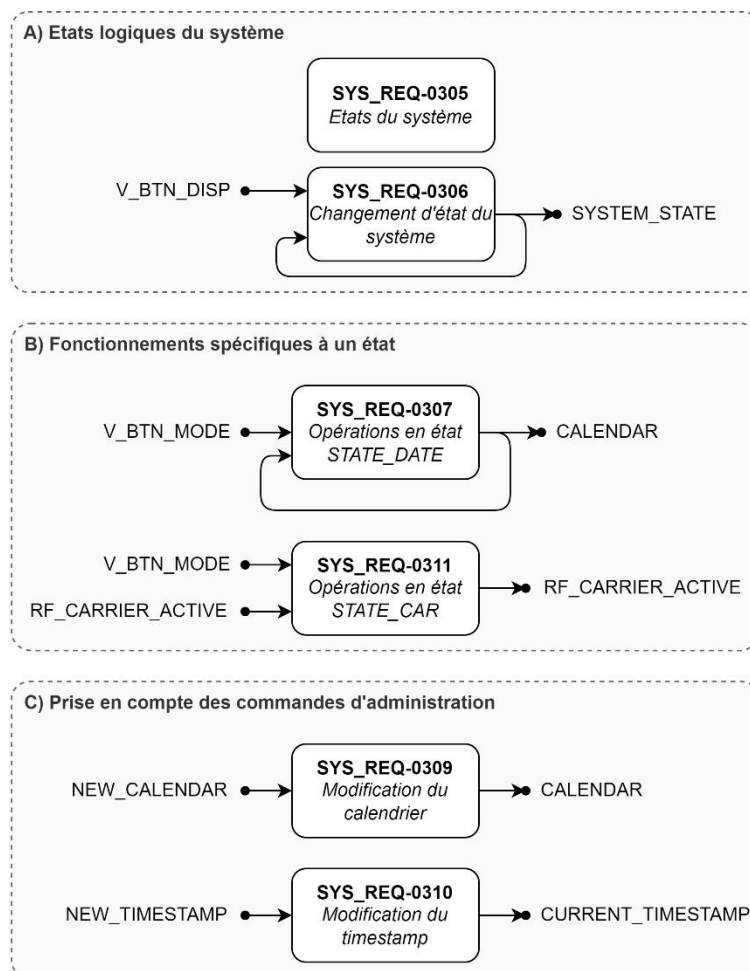 A) Etats logiques du système
SYS_REQ-0305
Etats du système
V_BTN_DISP
SYS_REQ-0306
Changement d'état du
système
SYSTEM_STATE
B) Fonctionnements spécifiques à un état
V_BTN_MODE
SYS_REQ-0307
Opérations en état
STATE_DATE
CALENDAR
V_BTN_MODE
RF_CARRIER_ACTIVE
SYS_REQ-0311
Opérations en état
STATE_CAR
RF_CARRIER_ACTIVE
C) Prise en compte des commandes d'administration
NEW_CALENDAR
SYS_REQ-0309
Modification du
calendrier
CALENDAR
NEW_TIMESTAMP
SYS_REQ-0310
Modification du
timestamp
CURRENT_TIMESTAMP